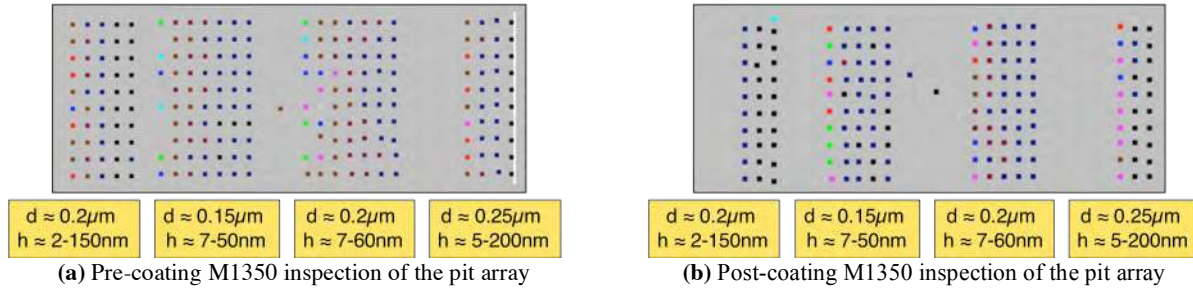 d ≈ 0.2µm
h ≈ 2-150nm
d ≈ 0.15µm
h ≈ 7-50nm
d ≈ 0.2µm
h ≈ 7-60nm
d ≈ 0.25µm
h ≈ 5-200nm
(a) Pre-coating M1350 inspection of the pit array
d ≈ 0.2µm
h ≈ 2-150nm
d ≈ 0.15µm
h ≈ 7-50nm
d ≈ 0.2µm
h ≈ 7-60nm
d ≈ 0.25µm
h ≈ 5-200nm
(b) Post-coating M1350 inspection of the pit array